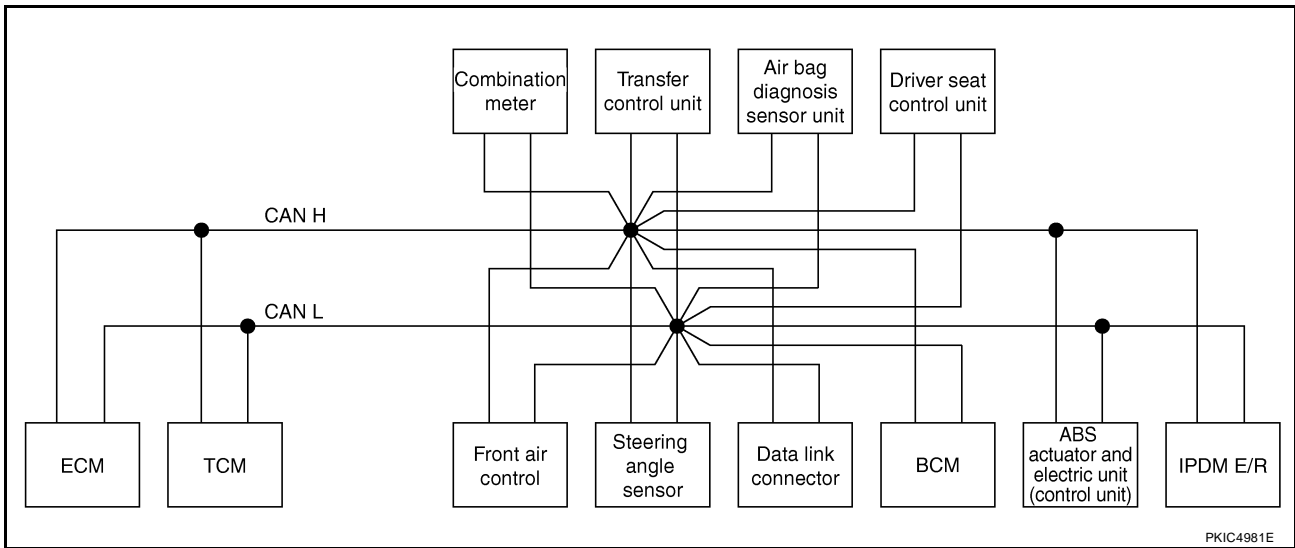 Combination
meter
Transfer
control unit
Air bag
diagnosis
sensor unit
Driver seat
control unit
CAN H
CAN L
ECM
TCM
Front air
control
Steering
angle
sensor
Data link
connector
BCM
ABS
actuator and
electric unit
(control unit)
IPDM E/R
PKIC4981E